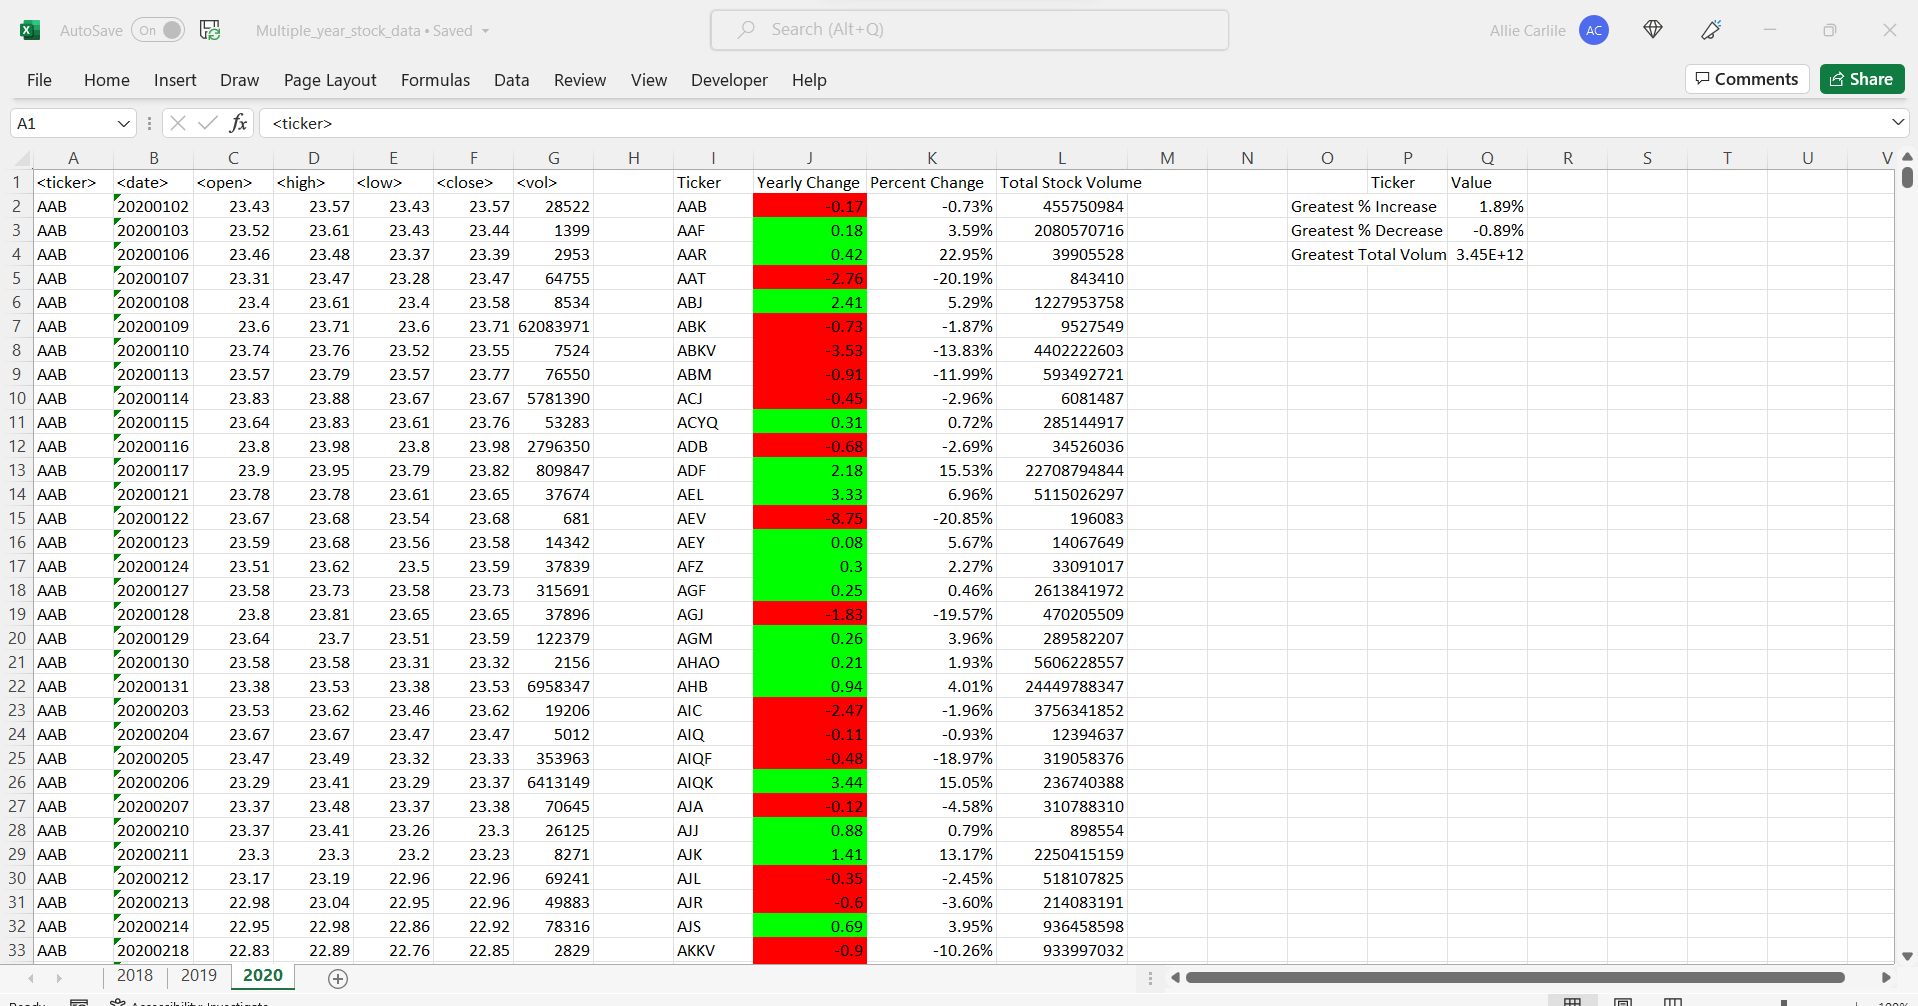 AutoSave On Multiple_year_stock_data • Saved Search (Alt+Q) Allie Carlile AC
File Home Insert Draw Page Layout Formulas Data Review View Developer Help Comments Share
A1 fx <ticker>
A B C D E F G H I J K L M N O P Q R S T U V
1 <ticker> <date> <open> <high> <low> <close> <vol> Ticker Yearly Change Percent Change Total Stock Volume Ticker Value
2 AAB 20200102 23.43 23.57 23.43 23.57 28522 AAB -0.17 -0.73% 455750984 Greatest % Increase 1.89%
3 AAB 20200103 23.52 23.61 23.43 23.44 1399 AAF 0.18 3.59% 2080570716 Greatest % Decrease -0.89%
4 AAB 20200106 23.46 23.48 23.37 23.39 2953 AAR 0.42 22.95% 39905528 Greatest Total Volum 3.45E+12
5 AAB 20200107 23.31 23.47 23.28 23.47 64755 AAT -2.76 -20.19% 843410
6 AAB 20200108 23.4 23.61 23.4 23.58 8534 ABJ 2.41 5.29% 1227953758
7 AAB 20200109 23.6 23.71 23.6 23.71 62083971 ABK -0.73 -1.87% 9527549
8 AAB 20200110 23.74 23.76 23.52 23.55 7524 ABKV -3.53 -13.83% 4402222603
9 AAB 20200113 23.57 23.79 23.57 23.77 76550 ABM -0.91 -11.99% 593492721
10 AAB 20200114 23.83 23.88 23.67 23.67 5781390 ACJ -0.45 -2.96% 6081487
11 AAB 20200115 23.64 23.83 23.61 23.76 53283 ACYQ 0.31 0.72% 285144917
12 AAB 20200116 23.8 23.98 23.8 23.98 2796350 ADB -0.68 -2.69% 34526036
13 AAB 20200117 23.9 23.95 23.79 23.82 809847 ADF 2.18 15.53% 22708794844
14 AAB 20200121 23.78 23.78 23.61 23.65 37674 AEL 3.33 6.96% 5115026297
15 AAB 20200122 23.67 23.68 23.54 23.68 681 AEV -8.75 -20.85% 196083
16 AAB 20200123 23.59 23.68 23.56 23.58 14342 AEY 0.08 5.67% 14067649
17 AAB 20200124 23.51 23.62 23.5 23.59 37839 AFZ 0.3 2.27% 33091017
18 AAB 20200127 23.58 23.73 23.58 23.73 315691 AGF 0.25 0.46% 2613841972
19 AAB 20200128 23.8 23.81 23.65 23.65 37896 AGJ -1.83 -19.57% 470205509
20 AAB 20200129 23.64 23.7 23.51 23.59 122379 AGM 0.26 3.96% 289582207
21 AAB 20200130 23.58 23.58 23.31 23.32 2156 AHAO 0.21 1.93% 5606228557
22 AAB 20200131 23.38 23.53 23.38 23.53 6958347 AHB 0.94 4.01% 24449788347
23 AAB 20200203 23.53 23.62 23.46 23.62 19206 AIC -2.47 -1.96% 3756341852
24 AAB 20200204 23.67 23.67 23.47 23.47 5012 AIQ -0.11 -0.93% 12394637
25 AAB 20200205 23.47 23.49 23.32 23.33 353963 AIQF -0.48 -18.97% 319058376
26 AAB 20200206 23.29 23.41 23.29 23.37 6413149 AIQK 3.44 15.05% 236740388
27 AAB 20200207 23.37 23.48 23.37 23.38 70645 AJA -0.12 -4.58% 310788310
28 AAB 20200210 23.37 23.41 23.26 23.3 26125 AJJ 0.88 0.79% 898554
29 AAB 20200211 23.3 23.3 23.2 23.23 8271 AJK 1.41 13.17% 2250415159
30 AAB 20200212 23.17 23.19 22.96 22.96 69241 AJL -0.35 -2.45% 518107825
31 AAB 20200213 22.98 23.04 22.95 22.96 49883 AJR -0.6 -3.60% 214083191
32 AAB 20200214 22.95 22.98 22.86 22.92 78316 AJS 0.69 3.95% 936458598
33 AAB 20200218 22.83 22.89 22.76 22.85 2829 AKKV -0.9 -10.26% 933997032
2018 2019 2020